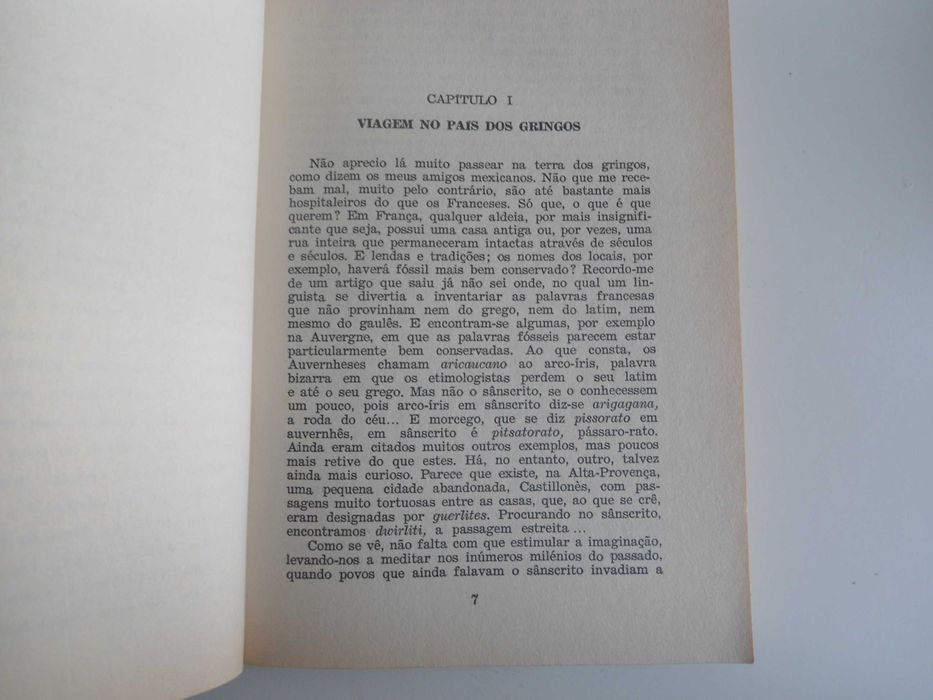 CAPÍTULO I
VIAGEM NO PAIS DOS GRINGOS
Não aprecio lá muito passear na terra dos gringos,
como dizem os meus amigos mexicanos. Não que me rece-
bam mal, muito pelo contrário, são até bastante mais
hospitaleiros do que os Franceses. Só que, o que é que
querem? Em França, qualquer aldeia, por mais insignifi-
cante que seja, possui uma casa antiga ou, por vezes, uma
rua inteira que permaneceram intactas através de séculos
e séculos. E lendas e tradições; os nomes dos locais, por
exemplo, haverá fóssil mais bem conservado? Recordo-me
de um artigo que saiu já não sei onde, no qual um lin-
guista se divertia a inventariar as palavras francesas
que não provinham nem do grego, nem do latim, nem
mesmo do gaulês. E encontram-se algumas, por exemplo
na Auvergne, em que as palavras fósseis parecem estar
particularmente bem conservadas. Ao que consta, os
Auvernheses chamam aricaucano ao arco-íris, palavra
bizarra em que os etimologistas perdem o seu latim
e até o seu grego. Mas não o sânscrito, se o conhecessem
um pouco, pois arco-íris em sânscrito diz-se arigagana,
a roda do céu... E morcego, que se diz pissorato em
auvernhês, em sânscrito é pitsatorato, pássaro-rato.
Ainda eram citados muitos outros exemplos, mas poucos
mais retive do que estes. Há, no entanto, outro, talvez
ainda mais curioso. Parece que existe, na Alta-Provença,
uma pequena cidade abandonada, Castillonès, com pas-
sagens muito tortuosas entre as casas, que, ao que se crê,
eram designadas por guerlites. Procurando no sânscrito,
encontramos dwirliti, a passagem estreita...
Como se vê, não falta com que estimular a imaginação,
levando-nos a meditar nos inúmeros milénios do passado,
quando povos que ainda falavam o sânscrito invadiam a
7